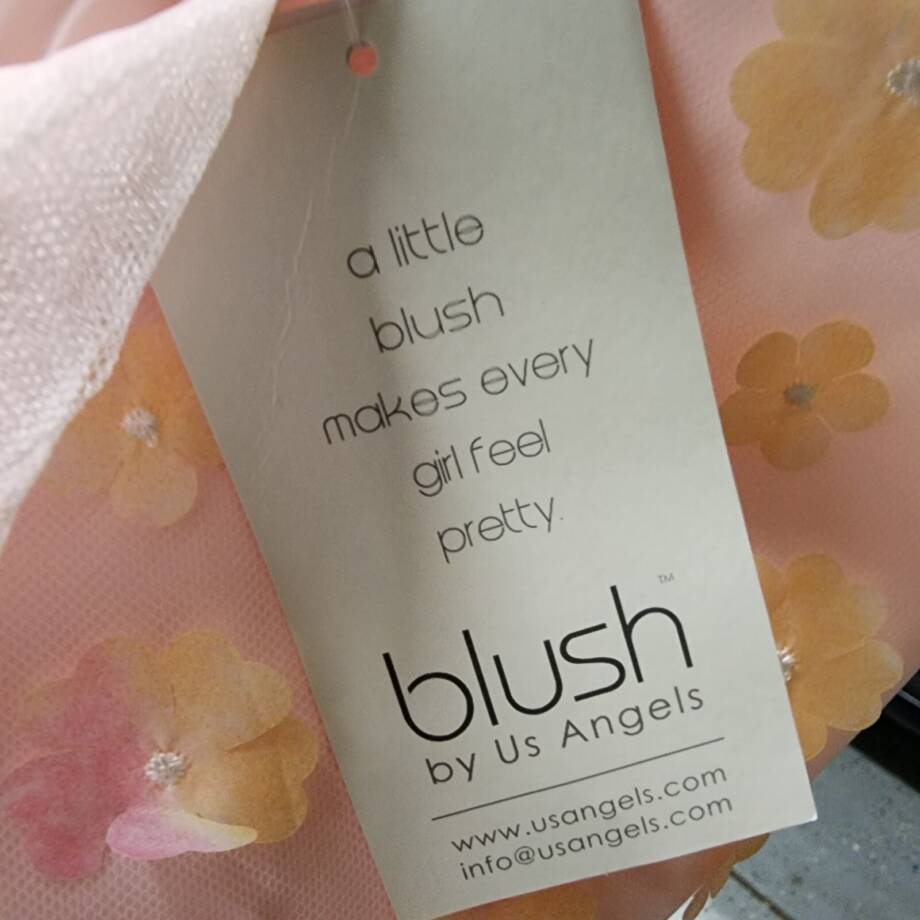 a little
blush
makes every
girl feel
pretty.
blush™
by Us Angels
www.usangels.com
info@usangels.com